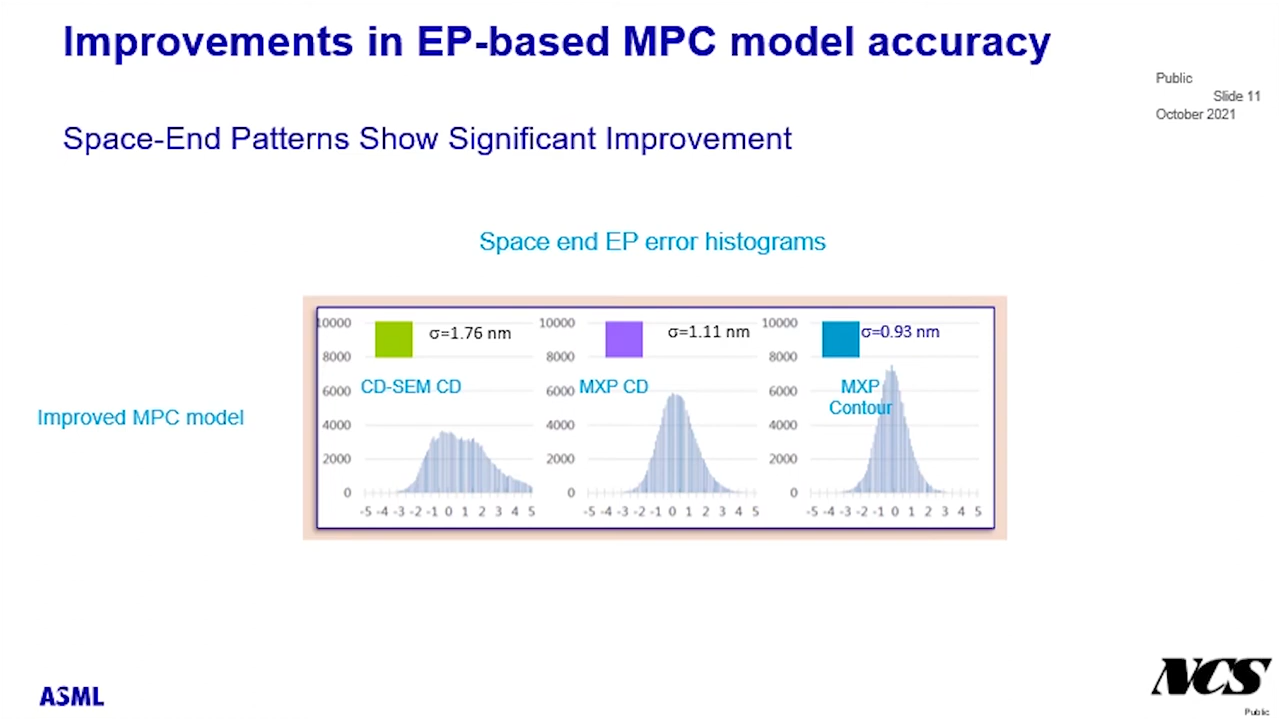 Improvements in EP-based MPC model accuracy
Public
Slide 11
October 2021
Space-End Patterns Show Significant Improvement
Space end EP error histograms
10000
8000
6000
4000
2000
0
σ=1.76 nm
CD-SEM CD
-5 -4 -3 -2 -1 0 1 2 3 4 5
10000
8000
6000
4000
2000
0
σ=1.11 nm
MXP CD
-5 -4 -3 -2 -1 0 1 2 3 4 5
10000
8000
6000
4000
2000
0
σ=0.93 nm
MXP
Contour
-5 -4 -3 -2 -1 0 1 2 3 4 5
Improved MPC model
ASML
NCS
Public